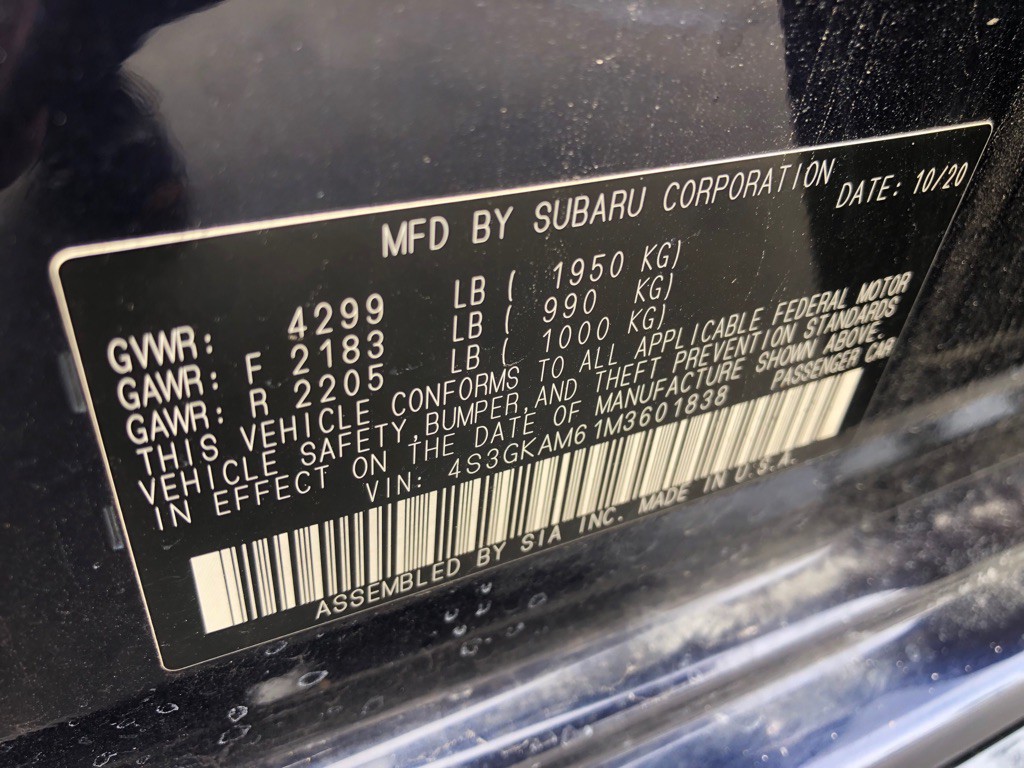 MFD BY SUBARU CORPORATION DATE: 10/20
GVWR: 4299 LB ( 1950 KG)
GAWR: F 2183 LB ( 990 KG)
GAWR: R 2205 LB ( 1000 KG)
THIS VEHICLE CONFORMS TO ALL APPLICABLE FEDERAL MOTOR
VEHICLE SAFETY,BUMPER,AND THEFT PREVENTION STANDARDS
IN EFFECT ON THE DATE OF MANUFACTURE SHOWN ABOVE.
VIN: 4S3GKAM61M3601838 PASSENGER CAR
ASSEMBLED BY SIA INC. MADE IN U.S.A.